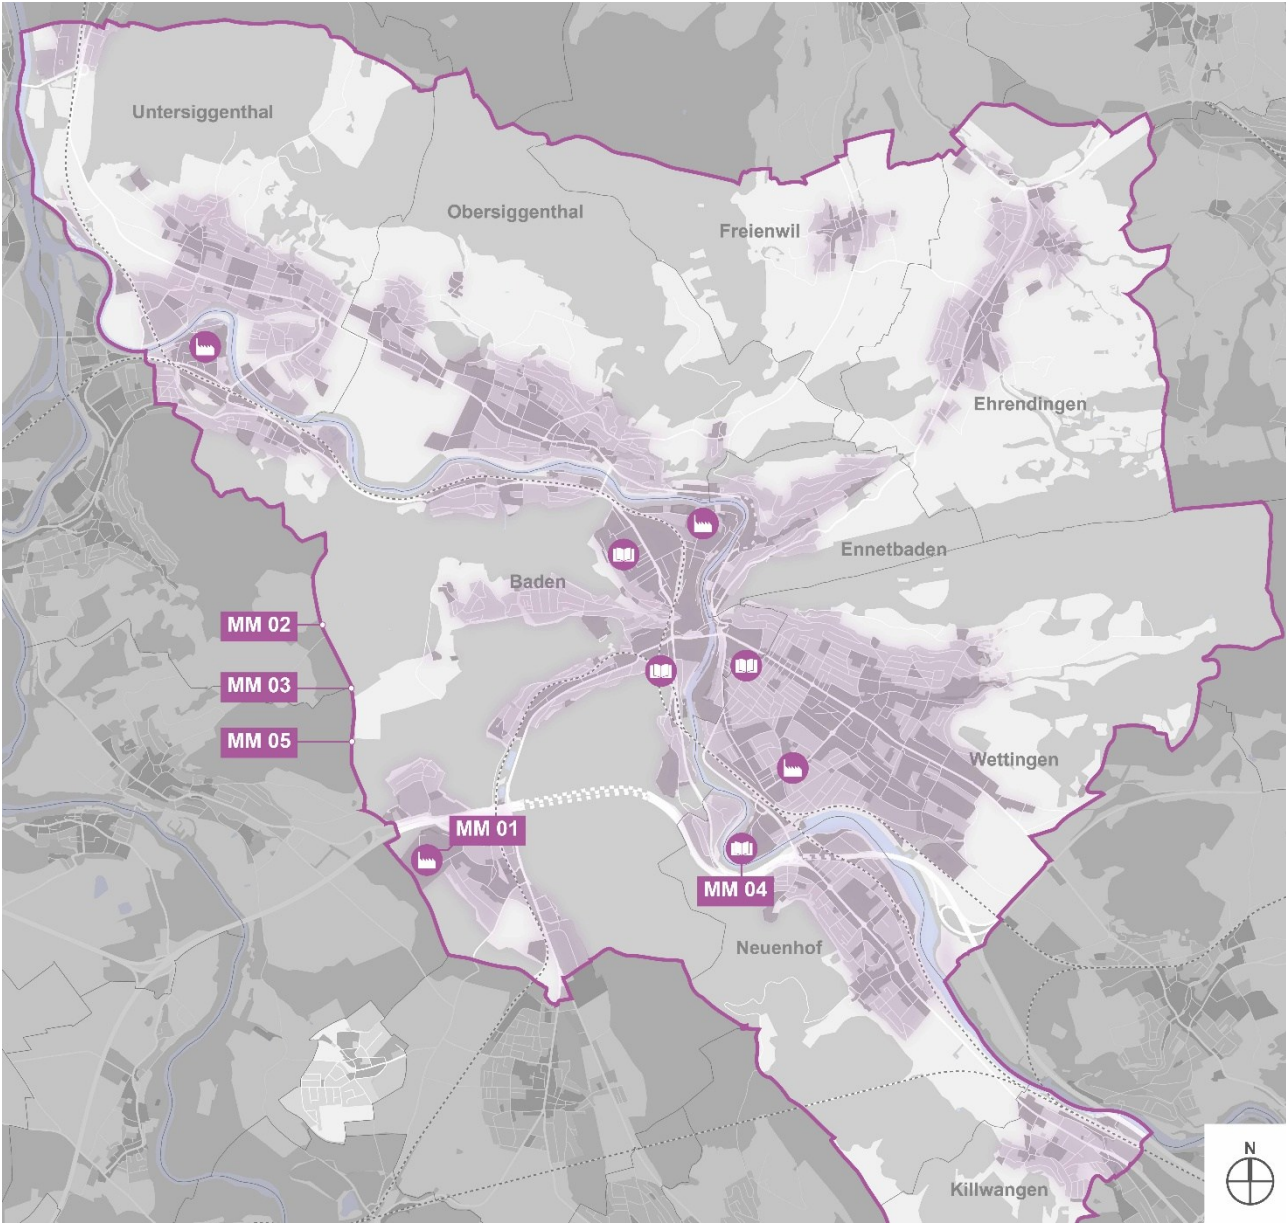 Untersiggenthal
Obersiggenthal
Freienwil
Ehrendingen
Ennetbaden
Baden
MM 02
MM 03
MM 05
Wettingen
MM 01
MM 04
Neuenhof
Killwangen
N